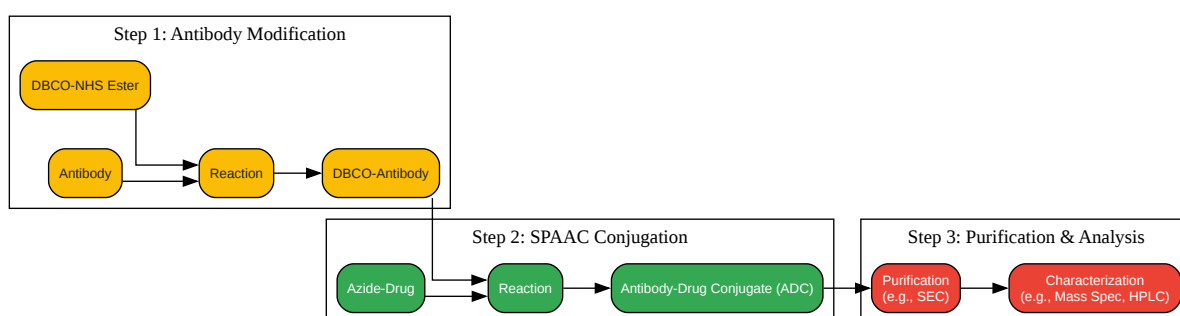 Step 1: Antibody Modification
DBCO-NHS Ester
Antibody
Reaction
DBCO-Antibody
Step 2: SPAAC Conjugation
Azide-Drug
Reaction
Antibody-Drug Conjugate (ADC)
Step 3: Purification & Analysis
Purification
(e.g., SEC)
Characterization
(e.g., Mass Spec, HPLC)